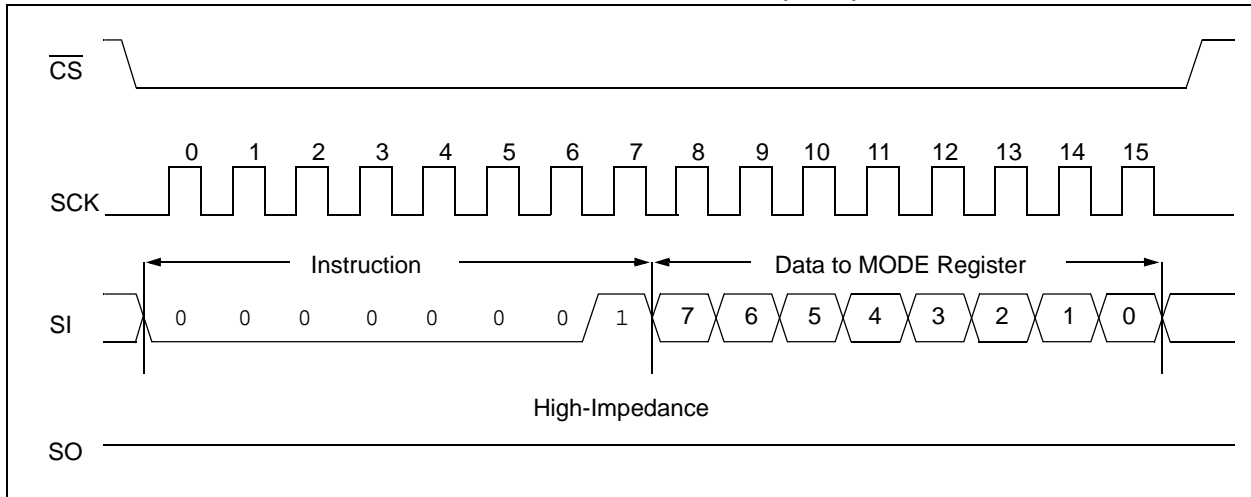 CS
0 1 2 3 4 5 6 7 8 9 10 11 12 13 14 15
SCK
Instruction
Data to MODE Register
SI
0 0 0 0 0 0 0 1 7 6 5 4 3 2 1 0
High-Impedance
SO